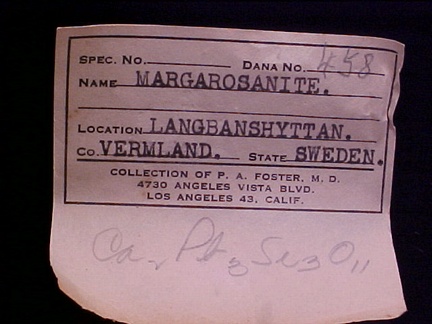 SPEC. No. DANA No. 458
NAME MARGAROSANITE.
LOCATION LANGBANSHYTTAN.
Co. VERMLAND. STATE SWEDEN.
COLLECTION OF P. A. FOSTER, M. D.
4730 ANGELES VISTA BLVD.
LOS ANGELES 43, CALIF.